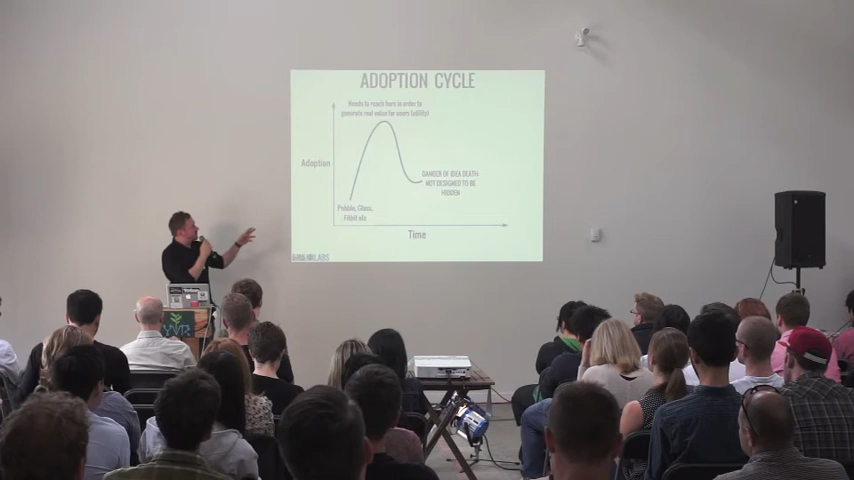 ADOPTION CYCLE
Needs to reach here in order to
generate real value for users (utility)
Adoption
DANGER OF IDEA DEATH:
NOT DESIGNED TO BE
HIDDEN
Pebble, Glass,
Fitbit etc
Time
LABS